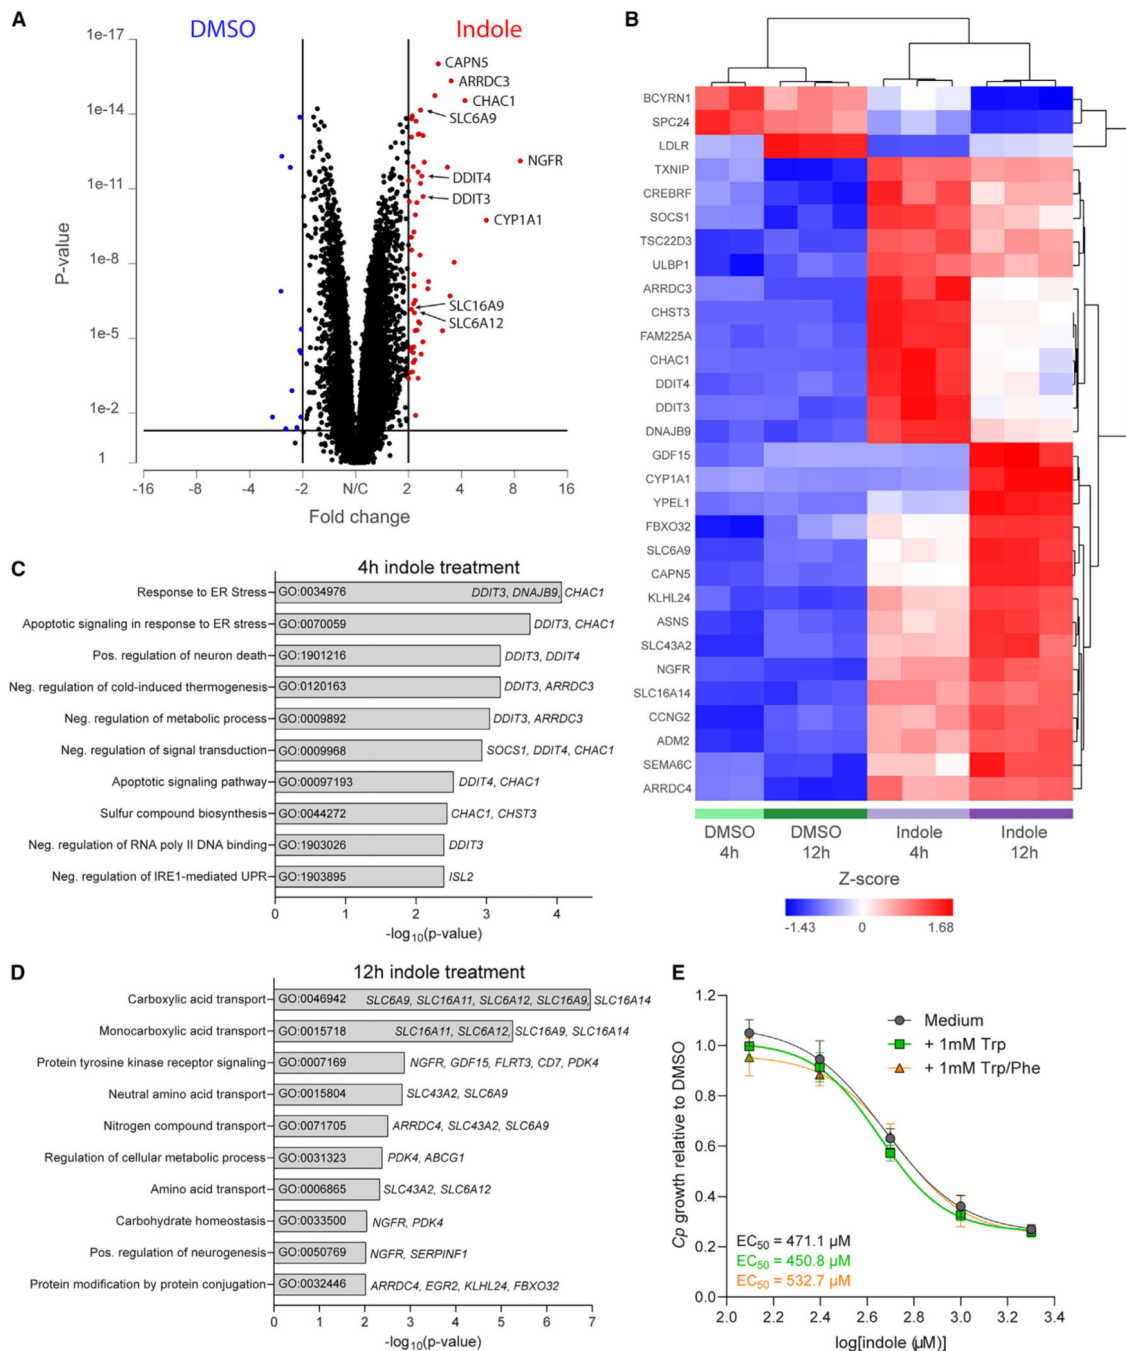 A
DMSO
Indole
1e-17
1e-14
1e-11
1e-8
1e-5
1e-2
1
P-value
CAPN5
ARRDC3
CHAC1
SLC6A9
NGFR
DDIT4
DDIT3
CYP1A1
SLC16A9
SLC6A12
-16
-8
-4
-2
N/C
2
4
8
16
Fold change
B
BCYRN1
SPC24
LDLR
TXNIP
CREBRF
SOCS1
TSC22D3
ULBP1
ARRDC3
CHST3
FAM225A
CHAC1
DDIT4
DDIT3
DNAJB9
GDF15
CYP1A1
YPEL1
FBXO32
SLC6A9
CAPN5
KLHL24
ASNS
SLC43A2
NGFR
SLC16A14
CCNG2
ADM2
SEMA6C
ARRDC4
DMSO 4h
DMSO 12h
Indole 4h
Indole 12h
Z-score
-1.43 0 1.68
C
4h indole treatment
Response to ER Stress GO:0034976 DDIT3, DNAJB9, CHAC1
Apoptotic signaling in response to ER stress GO:0070059 DDIT3, CHAC1
Pos. regulation of neuron death GO:1901216 DDIT3, DDIT4
Neg. regulation of cold-induced thermogenesis GO:0120163 DDIT3, ARRDC3
Neg. regulation of metabolic process GO:0009892 DDIT3, ARRDC3
Neg. regulation of signal transduction GO:0009968 SOCS1, DDIT4, CHAC1
Apoptotic signaling pathway GO:00097193 DDIT4, CHAC1
Sulfur compound biosynthesis GO:0044272 CHAC1, CHST3
Neg. regulation of RNA poly II DNA binding GO:1903026 DDIT3
Neg. regulation of IRE1-mediated UPR GO:1903895 ISL2
0 1 2 3 4
-log10(p-value)
D
12h indole treatment
Carboxylic acid transport GO:0046942 SLC6A9, SLC16A11, SLC6A12, SLC16A9, SLC16A14
Monocarboxylic acid transport GO:0015718 SLC16A11, SLC6A12, SLC16A9, SLC16A14
Protein tyrosine kinase receptor signaling GO:0007169 NGFR, GDF15, FLRT3, CD7, PDK4
Neutral amino acid transport GO:0015804 SLC43A2, SLC6A9
Nitrogen compound transport GO:0071705 ARRDC4, SLC43A2, SLC6A9
Regulation of cellular metabolic process GO:0031323 PDK4, ABCG1
Amino acid transport GO:0006865 SLC43A2, SLC6A12
Carbohydrate homeostasis GO:0033500 NGFR, PDK4
Pos. regulation of neurogenesis GO:0050769 NGFR, SERPINF1
Protein modification by protein conjugation GO:0032446 ARRDC4, EGR2, KLHL24, FBXO32
0 1 2 3 4 5 6 7
-log10(p-value)
E
Cp growth relative to DMSO
1.2
1.0
0.8
0.6
0.4
0.2
0.0
Medium
+ 1mM Trp
+ 1mM Trp/Phe
EC50 = 471.1 µM
EC50 = 450.8 µM
EC50 = 532.7 µM
2.0 2.4 2.6 3.0 3.4
log[indole (µM)]